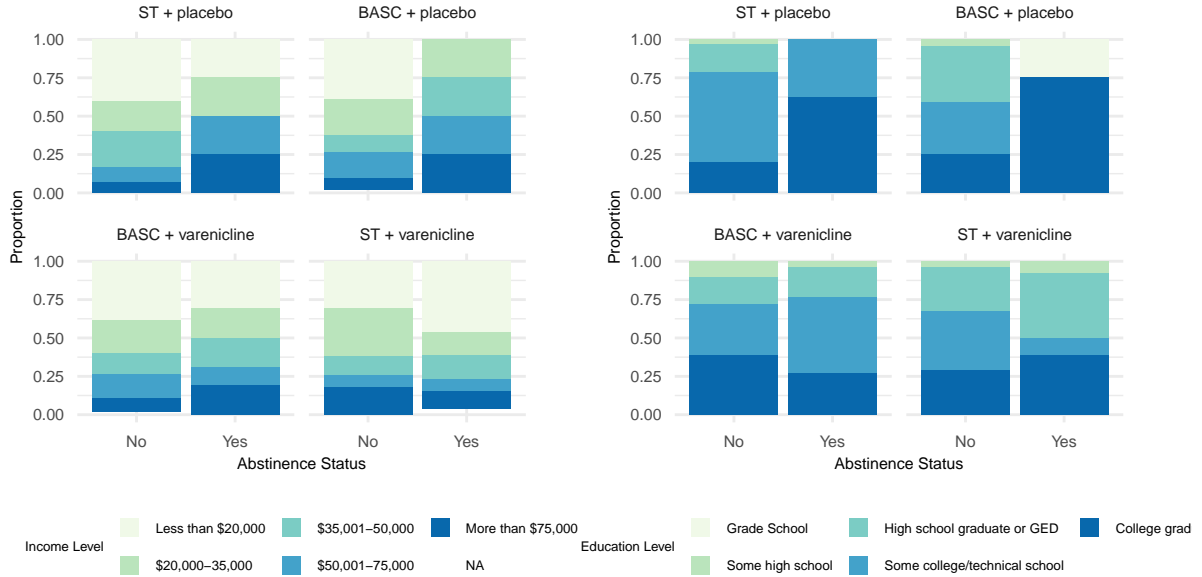 ST + placebo
BASC + placebo
1.00
0.75
0.50
0.25
0.00
BASC + varenicline
ST + varenicline
1.00
0.75
0.50
0.25
0.00
No
Yes
No
Yes
Proportion
Abstinence Status
Income Level
Less than $20,000
$20,000–35,000
$35,001–50,000
$50,001–75,000
More than $75,000
NA
ST + placebo
BASC + placebo
1.00
0.75
0.50
0.25
0.00
BASC + varenicline
ST + varenicline
1.00
0.75
0.50
0.25
0.00
No
Yes
No
Yes
Proportion
Abstinence Status
Education Level
Grade School
Some high school
High school graduate or GED
Some college/technical school
College grad